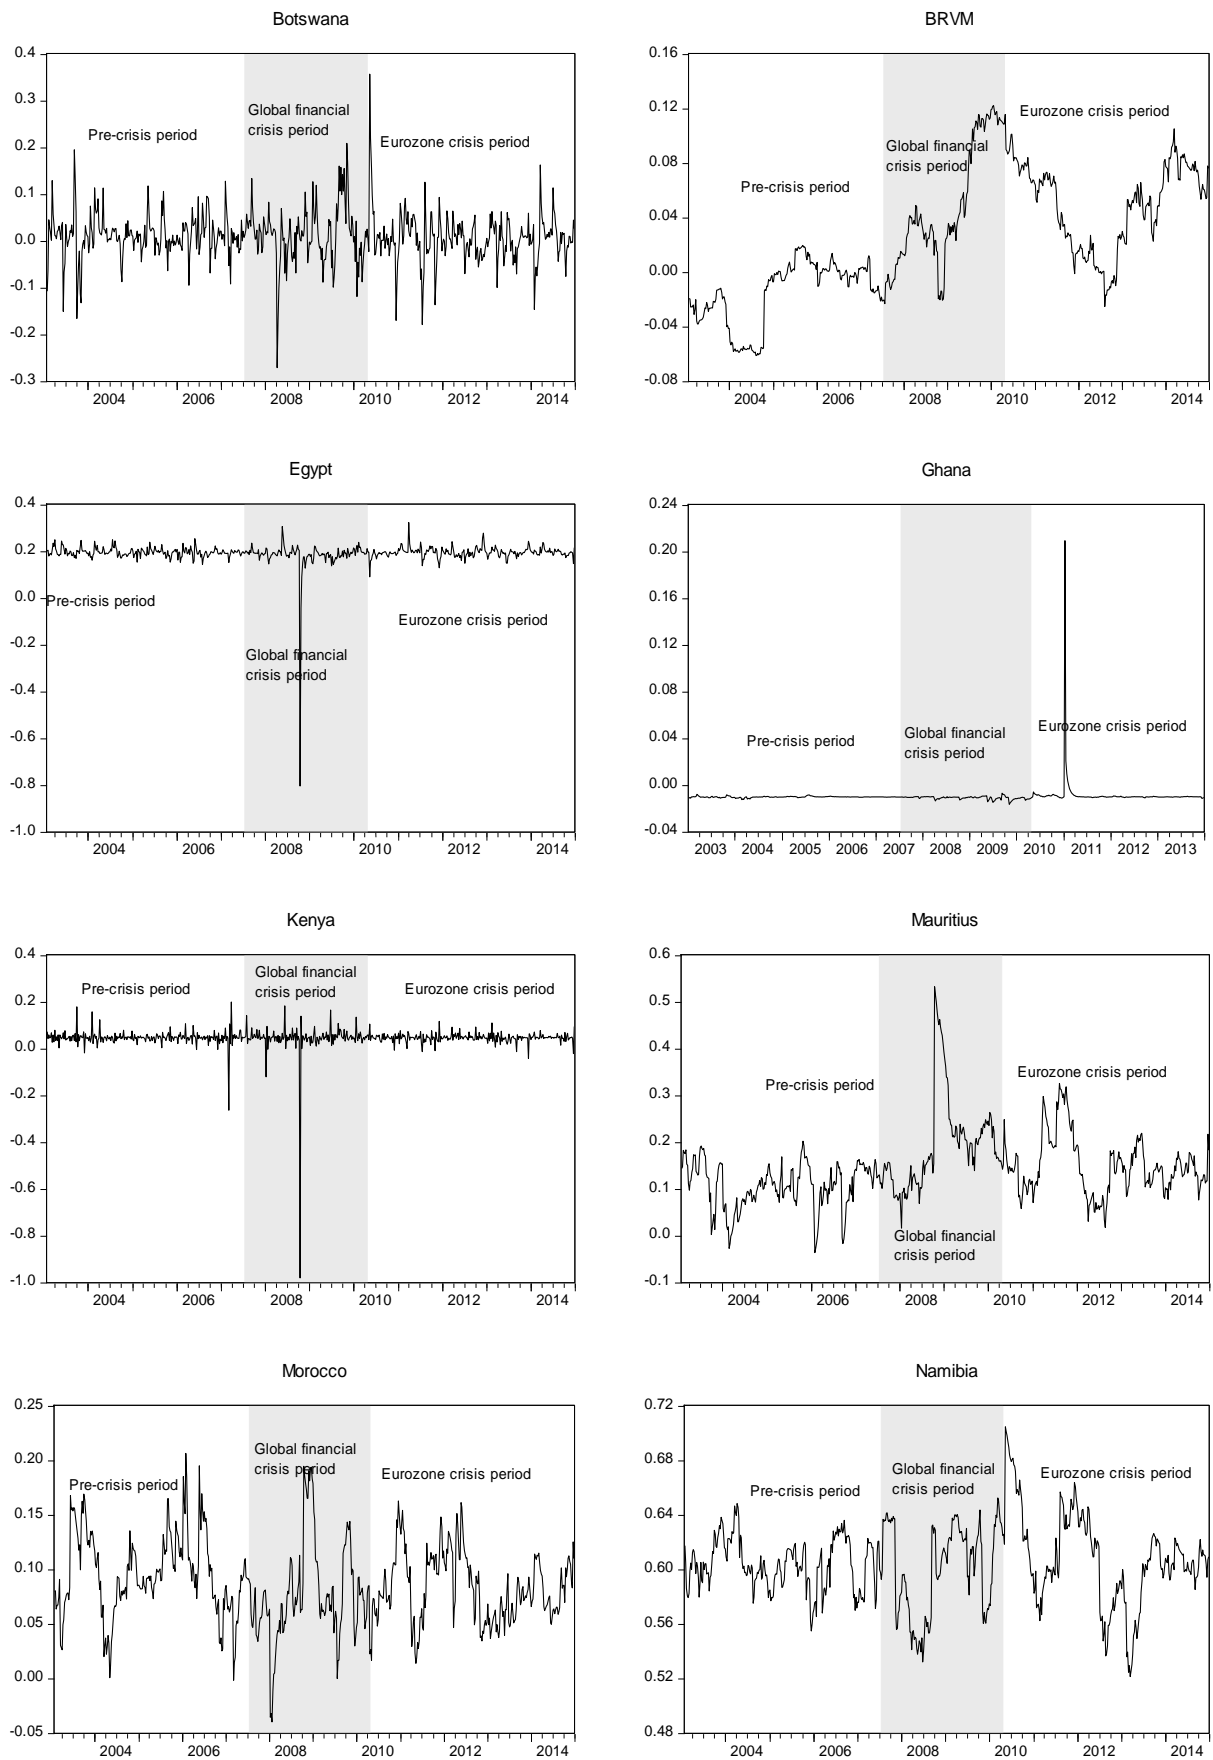 Botswana
0.4
0.3
0.2
0.1
0.0
-0.1
-0.2
-0.3
Pre-crisis period
Global financial
crisis period
Eurozone crisis period
2004 2006 2008 2010 2012 2014
BRVM
0.16
0.12
0.08
0.04
0.00
-0.04
-0.08
Pre-crisis period
Global financial
crisis period
Eurozone crisis period
2004 2006 2008 2010 2012 2014
Egypt
0.4
0.2
0.0
-0.2
-0.4
-0.6
-0.8
-1.0
Pre-crisis period
Global financial
crisis period
Eurozone crisis period
2004 2006 2008 2010 2012 2014
Ghana
0.24
0.20
0.16
0.12
0.08
0.04
0.00
-0.04
Pre-crisis period
Global financial
crisis period
Eurozone crisis period
2003 2004 2005 2006 2007 2008 2009 2010 2011 2012 2013
Kenya
0.4
0.2
0.0
-0.2
-0.4
-0.6
-0.8
-1.0
Pre-crisis period
Global financial
crisis period
Eurozone crisis period
2004 2006 2008 2010 2012 2014
Mauritius
0.6
0.5
0.4
0.3
0.2
0.1
0.0
-0.1
Pre-crisis period
Global financial
crisis period
Eurozone crisis period
2004 2006 2008 2010 2012 2014
Morocco
0.25
0.20
0.15
0.10
0.05
0.00
-0.05
Pre-crisis period
Global financial
crisis period
Eurozone crisis period
2004 2006 2008 2010 2012 2014
Namibia
0.72
0.68
0.64
0.60
0.56
0.52
0.48
Pre-crisis period
Global financial
crisis period
Eurozone crisis period
2004 2006 2008 2010 2012 2014